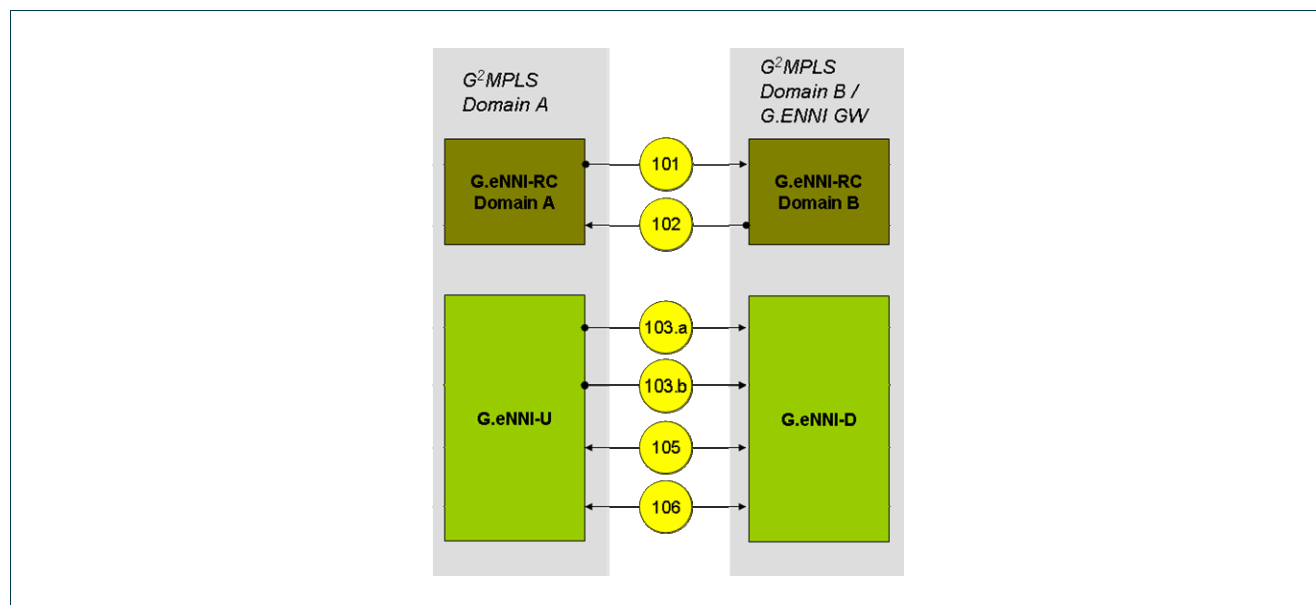 G²MPLS
Domain A
G²MPLS
Domain B /
G.ENNI GW
G.eNNI-RC
Domain A
101
G.eNNI-RC
Domain B
102
103.a
103.b
G.eNNI-U
G.eNNI-D
105
106